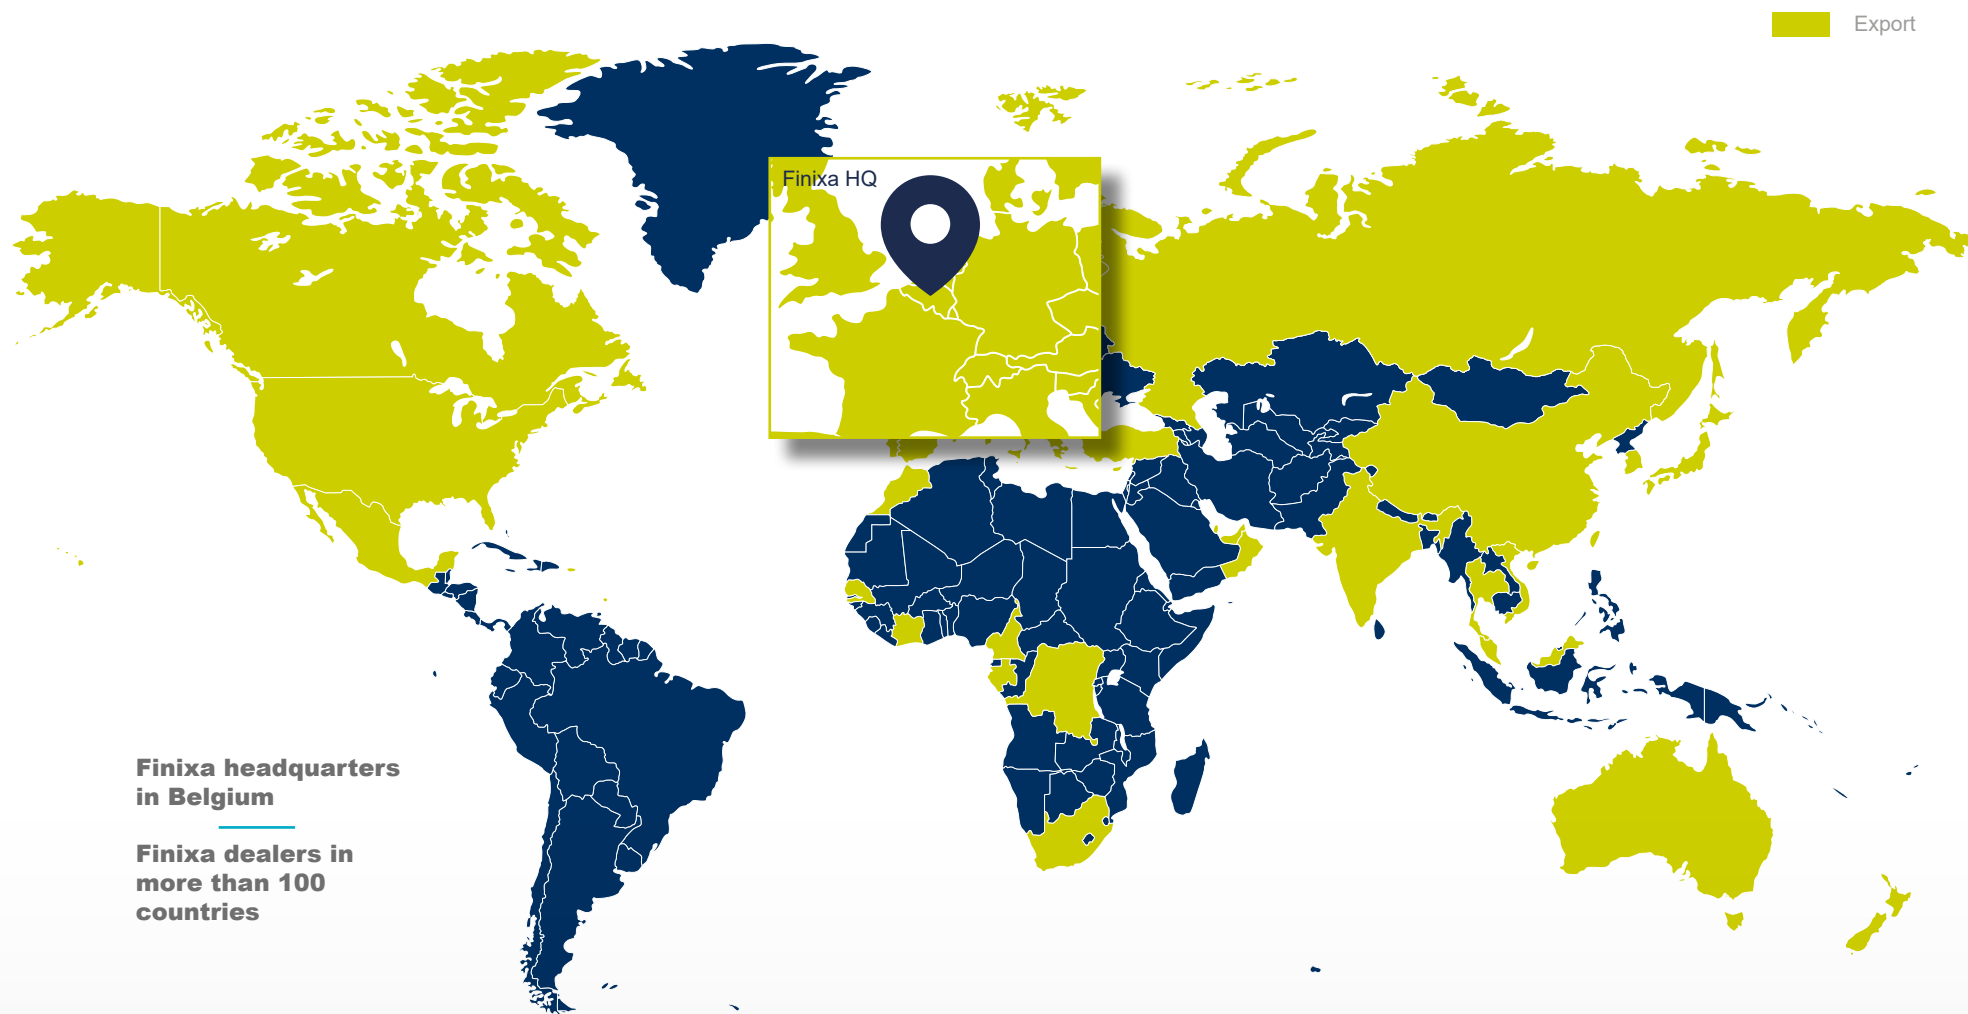 Export
Finixa HQ
Finixa headquarters
in Belgium
Finixa dealers in
more than 100
countries